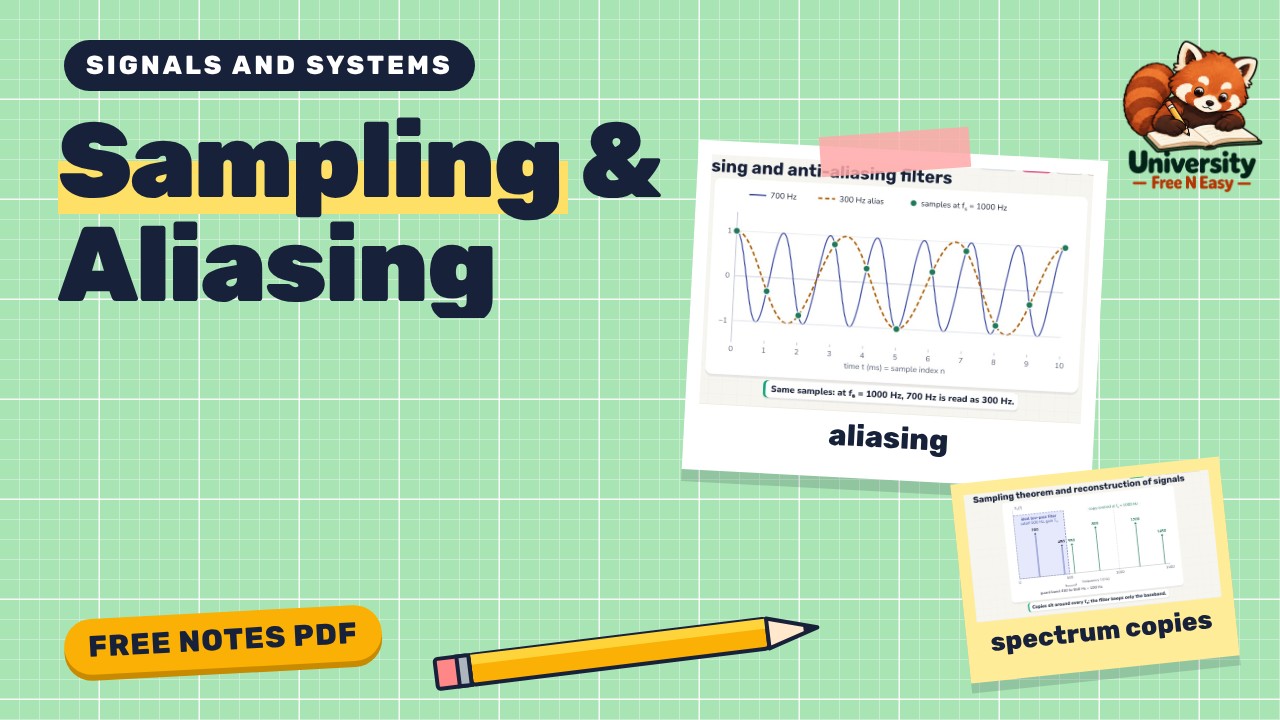 SIGNALS AND SYSTEMS
Sampling &
Aliasing
University
Free N Easy
sing and anti-aliasing filters
700 Hz
300 Hz alias
samples at fs = 1000 Hz
1
0
−1
0 1 2 3 4 5 6 7 8 9 10
time t (ms) = sample index n
Same samples: at fs = 1000 Hz, 700 Hz is read as 300 Hz.
aliasing
Sampling theorem and reconstruction of signals
Copies sit around every fs; the filter keeps only the baseband.
spectrum copies
FREE NOTES PDF